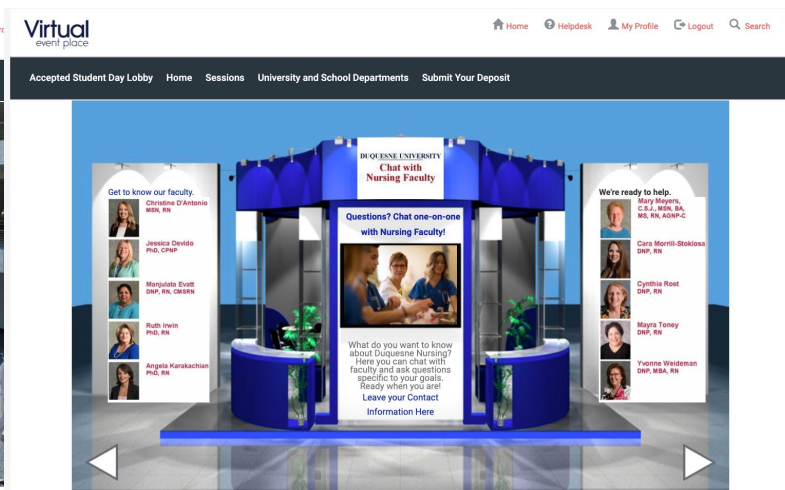 Virtual
event place
Home
Helpdesk
My Profile
Logout
Search
Accepted Student Day Lobby
Home
Sessions
University and School Departments
Submit Your Deposit
DUQUESNE UNIVERSITY
Chat with
Nursing Faculty
Get to know our faculty.
Christine D'Antonio
MSN, RN
Jessica Devido
PhD, CPNP
Manjulata Evatt
DNP, RN, CMSRN
Ruth Irwin
PhD, RN
Angela Karakachian
PhD, RN
Questions? Chat one-on-one
with Nursing Faculty!
What do you want to know
about Duquesne Nursing?
Here you can chat with
faculty and ask questions
specific to your goals.
Ready when you are!
Leave your Contact
Information Here
We're ready to help.
Mary Meyers,
C.S.J., MSN, BA,
MS, RN, AGNP-C
Cara Morrill-Stoklosa
DNP, RN
Cynthia Rost
DNP, RN
Mayra Toney
DNP, RN
Yvonne Weideman
DNP, MBA, RN